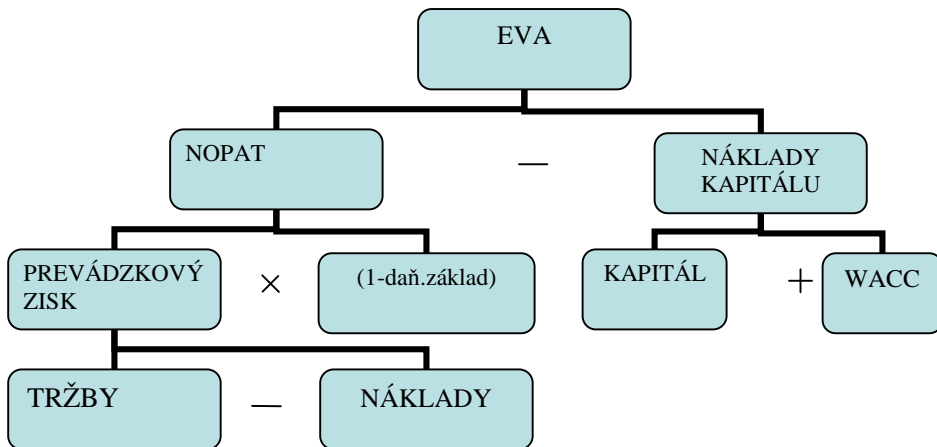 EVA
NOPAT
—
NÁKLADY
KAPITÁLU
PREVÁDZKOVÝ
ZISK
×
(1-daň.základ)
KAPITÁL
+
WACC
TRŽBY
—
NÁKLADY